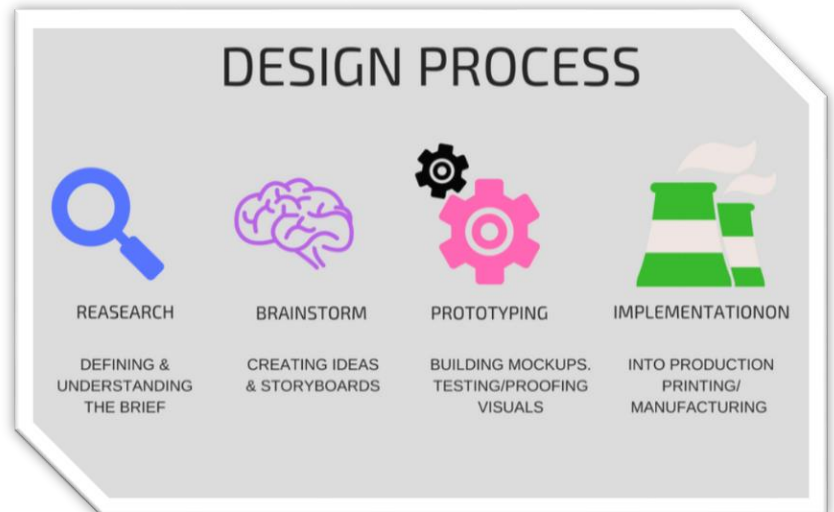 DESIGN PROCESS
REASEARCH
DEFINING &
UNDERSTANDING
THE BRIEF
BRAINSTORM
CREATING IDEAS
& STORYBOARDS
PROTOTYPING
BUILDING MOCKUPS.
TESTING/PROOFING
VISUALS
IMPLEMENTATIONON
INTO PRODUCTION
PRINTING/
MANUFACTURING